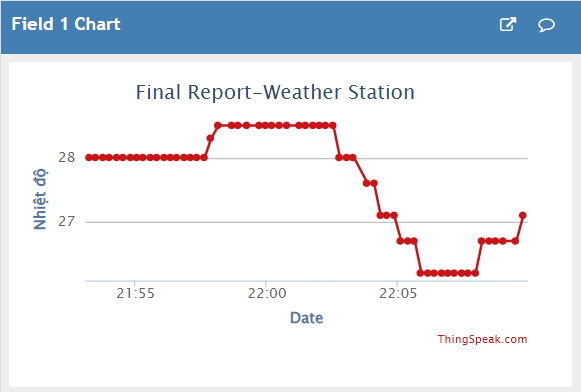 Field 1 Chart
Final Report-Weather Station
28
27
Nhiệt độ
21:55 22:00 22:05
Date
ThingSpeak.com